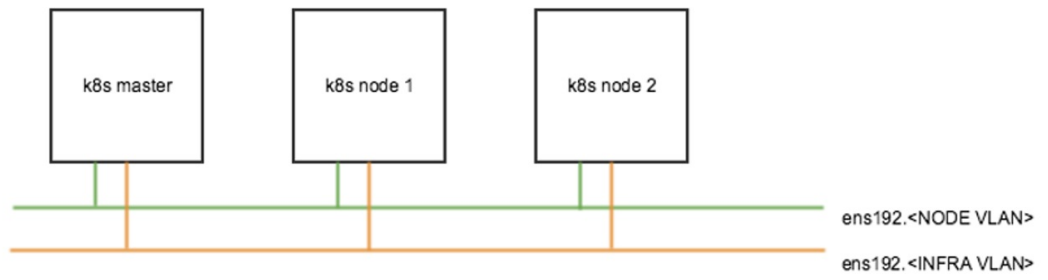 k8s master
k8s node 1
k8s node 2
ens192.<NODE VLAN>
ens192.<INFRA VLAN>